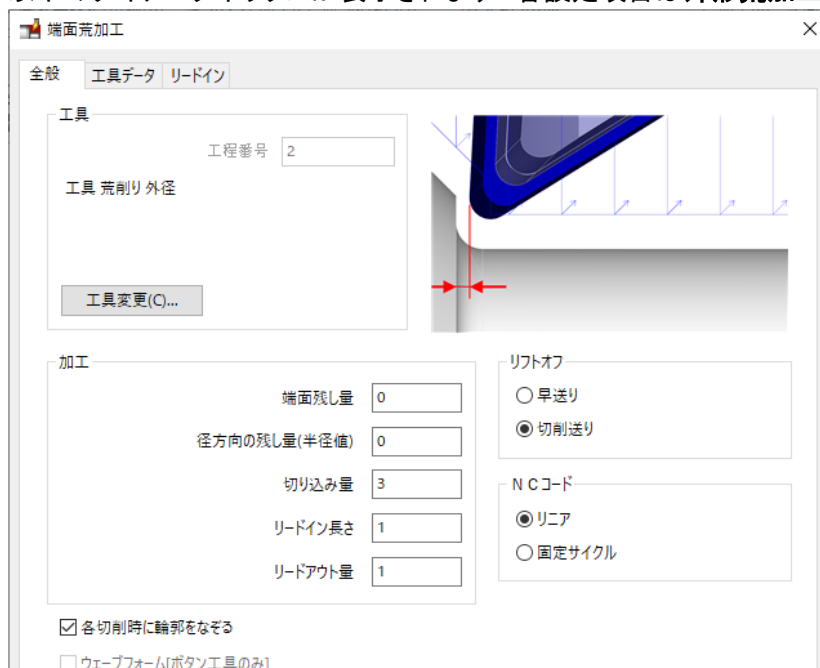 端面荒加工
全般 工具データ リードイン
工具
工程番号 2
工具 荒削り 外径
工具変更(C)...
加工
端面残し量 0
径方向の残し量(半径値) 0
切り込み量 3
リードイン長さ 1
リードアウト量 1
リフトオフ
早送り
切削送り
ＮＣコード
リニア
固定サイクル
各切削時に輪郭をなぞる
ウェーブフォーム[ボタン工具のみ]